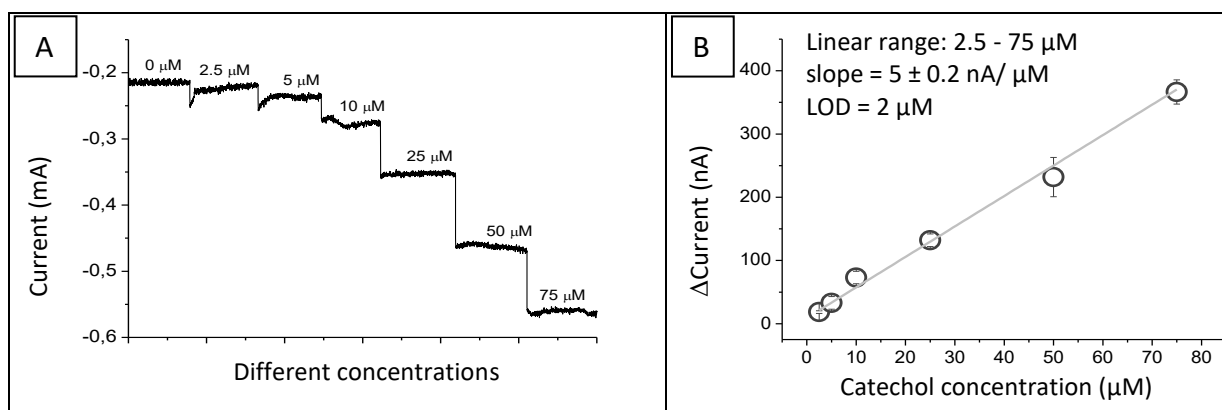 A
0 μM
2.5 μM
5 μM
10 μM
25 μM
50 μM
75 μM
-0,2
-0,3
-0,4
-0,5
-0,6
Current (mA)
Different concentrations
B
Linear range: 2.5 - 75 μM
slope = 5 ± 0.2 nA/ μM
LOD = 2 μM
400
300
200
100
0
ΔCurrent (nA)
0 10 20 30 40 50 60 70 80
Catechol concentration (μM)